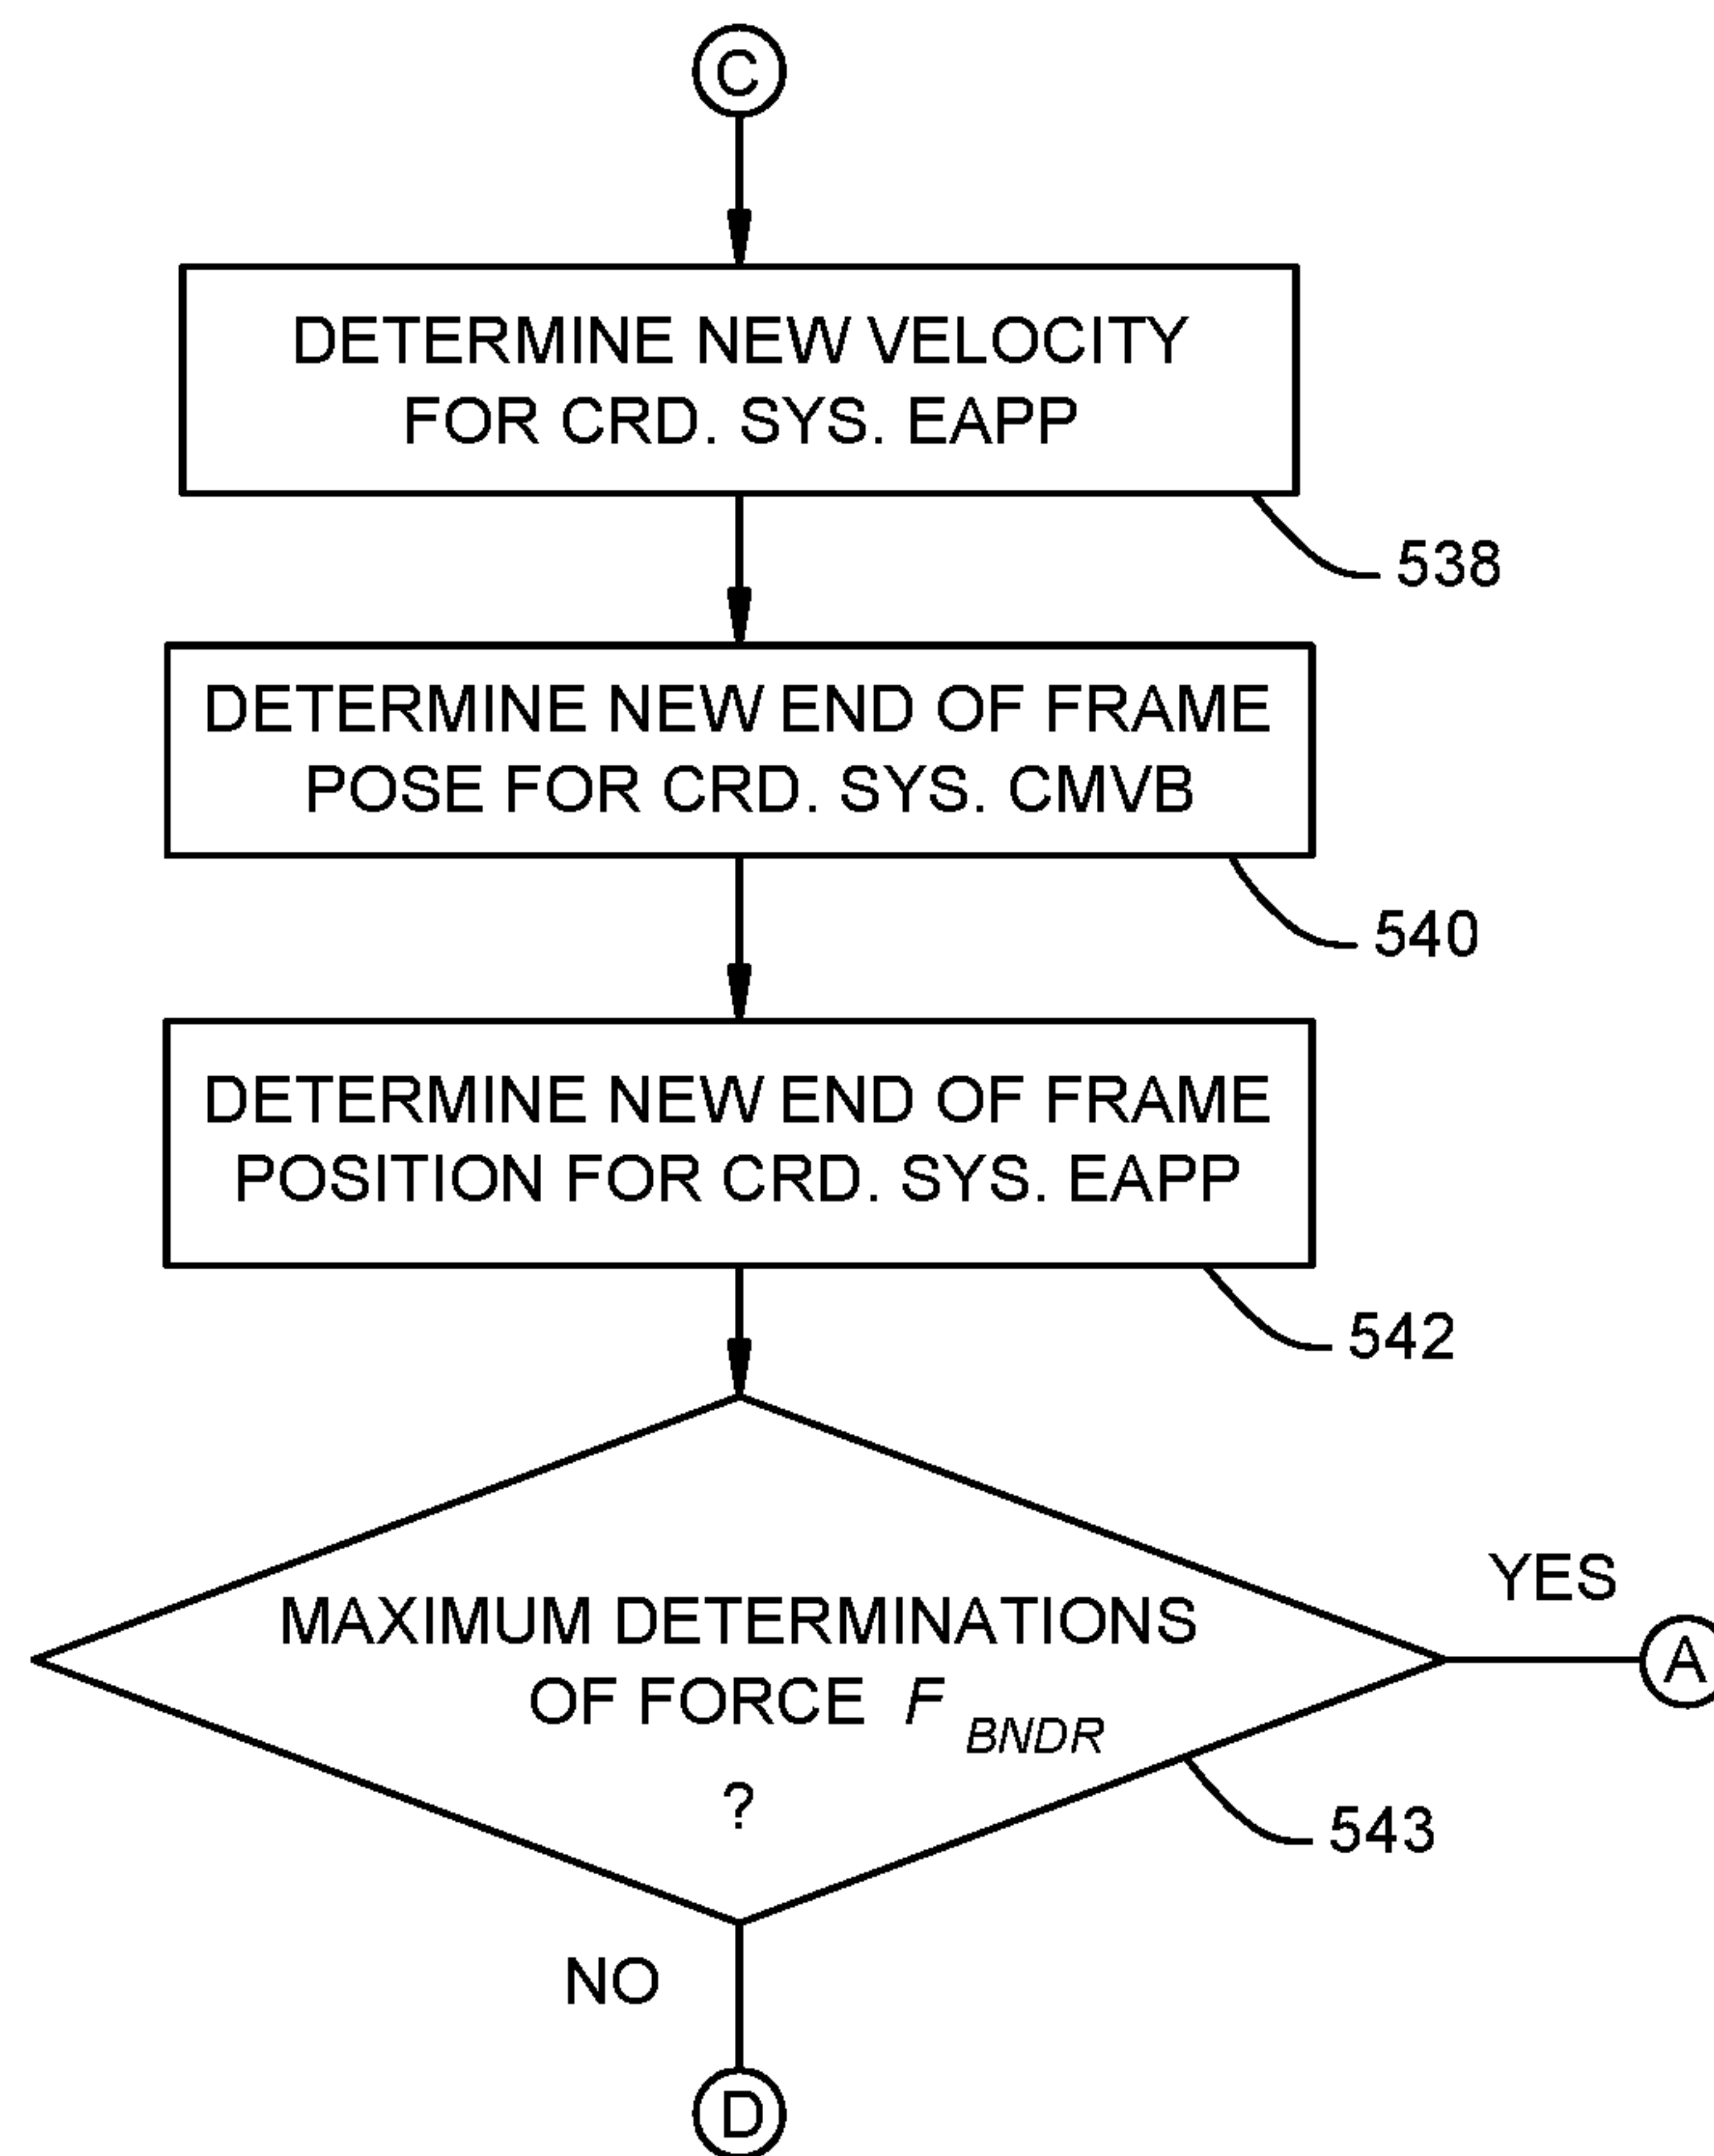 C
DETERMINE NEW VELOCITY
FOR CRD. SYS. EAPP
538
DETERMINE NEW END OF FRAME
POSE FOR CRD. SYS. CMVB
540
DETERMINE NEW END OF FRAME
POSITION FOR CRD. SYS. EAPP
542
MAXIMUM DETERMINATIONS
OF FORCE F BNDR
?
YES
A
543
NO
D